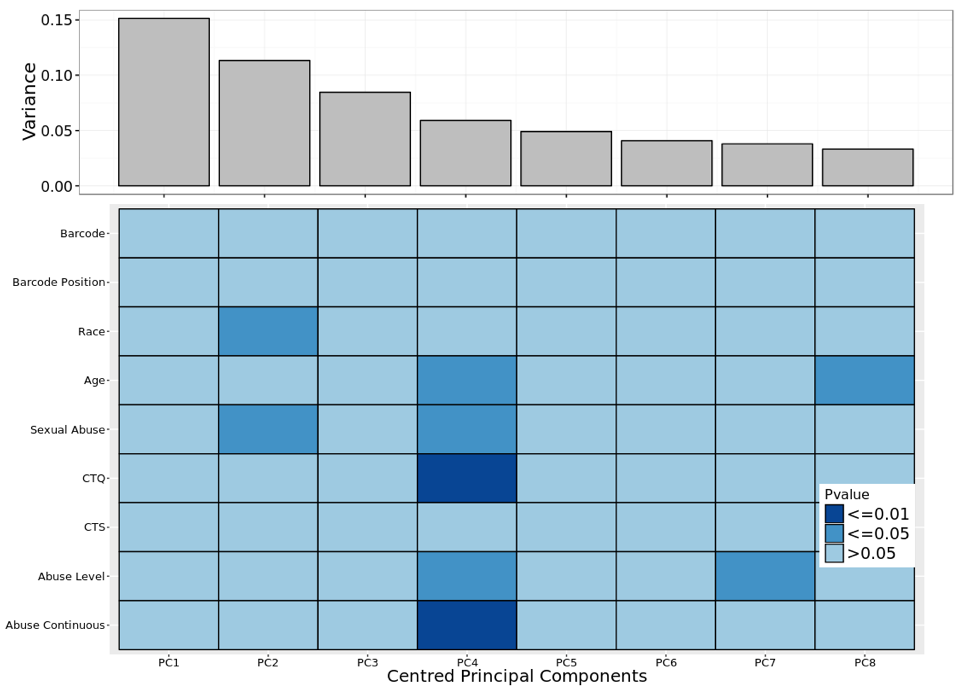 0.15
0.10
0.05
0.00
Variance
Barcode
Barcode Position
Race
Age
Sexual Abuse
CTQ
CTS
Abuse Level
Abuse Continuous
Pvalue
<=0.01
<=0.05
>0.05
PC1 PC2 PC3 PC4 PC5 PC6 PC7 PC8
Centred Principal Components